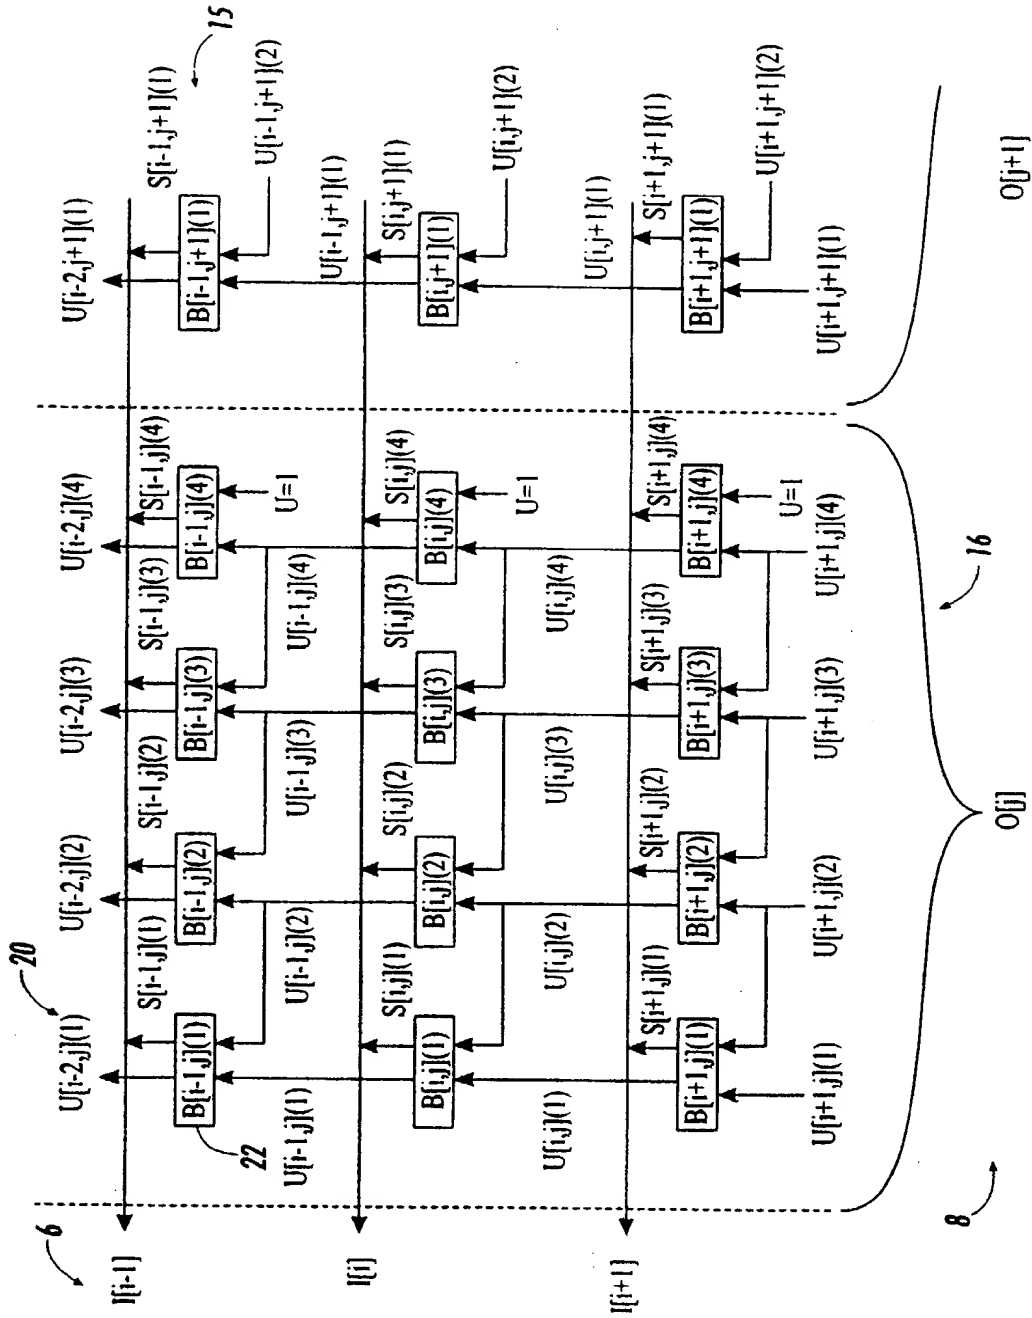 6
20
U[i-2,j](1) U[i-2,j](2) U[i-2,j](3) U[i-2,j](4) U[i-2,j+1](1)
I[i-1]
S[i-1,j](1) S[i-1,j](2) S[i-1,j](3) S[i-1,j](4) S[i-1,j+1](1)
15
B[i-1,j](1) B[i-1,j](2) B[i-1,j](3) B[i-1,j](4) B[i-1,j+1](1)
22
U[i-1,j+1](2)
U=1
U[i-1,j](1) U[i-1,j](2) U[i-1,j](3) U[i-1,j](4) U[i-1,j+1](1)
I[i]
S[i,j](1) S[i,j](2) S[i,j](3) S[i,j](4) S[i,j+1](1)
B[i,j](1) B[i,j](2) B[i,j](3) B[i,j](4) B[i,j+1](1)
U[i,j+1](2)
U=1
U[i,j](1) U[i,j](2) U[i,j](3) U[i,j](4) U[i,j+1](1)
I[i+1]
S[i+1,j](1) S[i+1,j](2) S[i+1,j](3) S[i+1,j](4) S[i+1,j+1](1)
B[i+1,j](1) B[i+1,j](2) B[i+1,j](3) B[i+1,j](4) B[i+1,j+1](1)
U[i+1,j+1](2)
U=1
U[i+1,j](1) U[i+1,j](2) U[i+1,j](3) U[i+1,j](4) U[i+1,j+1](1)
8
16
O[j] O[j+1]